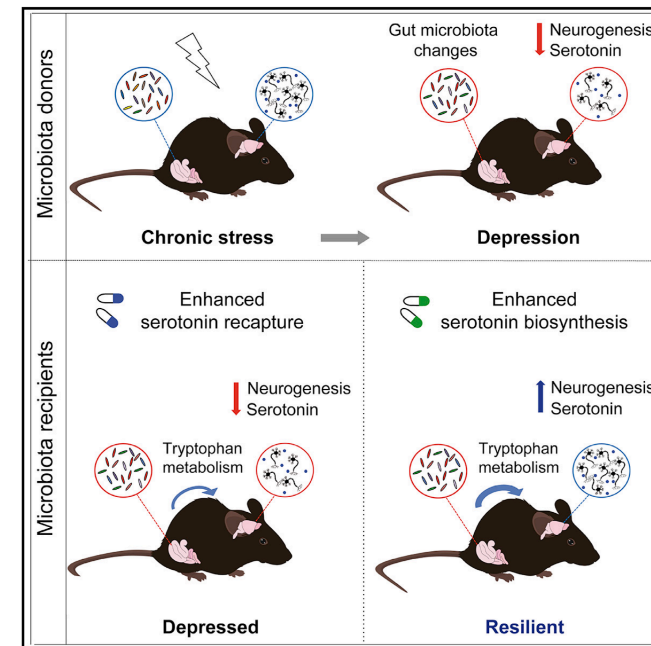 Microbiota donors
Gut microbiota
changes
Neurogenesis
Serotonin
Chronic stress
Depression
Microbiota recipients
Enhanced
serotonin recapture
Neurogenesis
Serotonin
Tryptophan
metabolism
Depressed
Enhanced
serotonin biosynthesis
Neurogenesis
Serotonin
Tryptophan
metabolism
Resilient